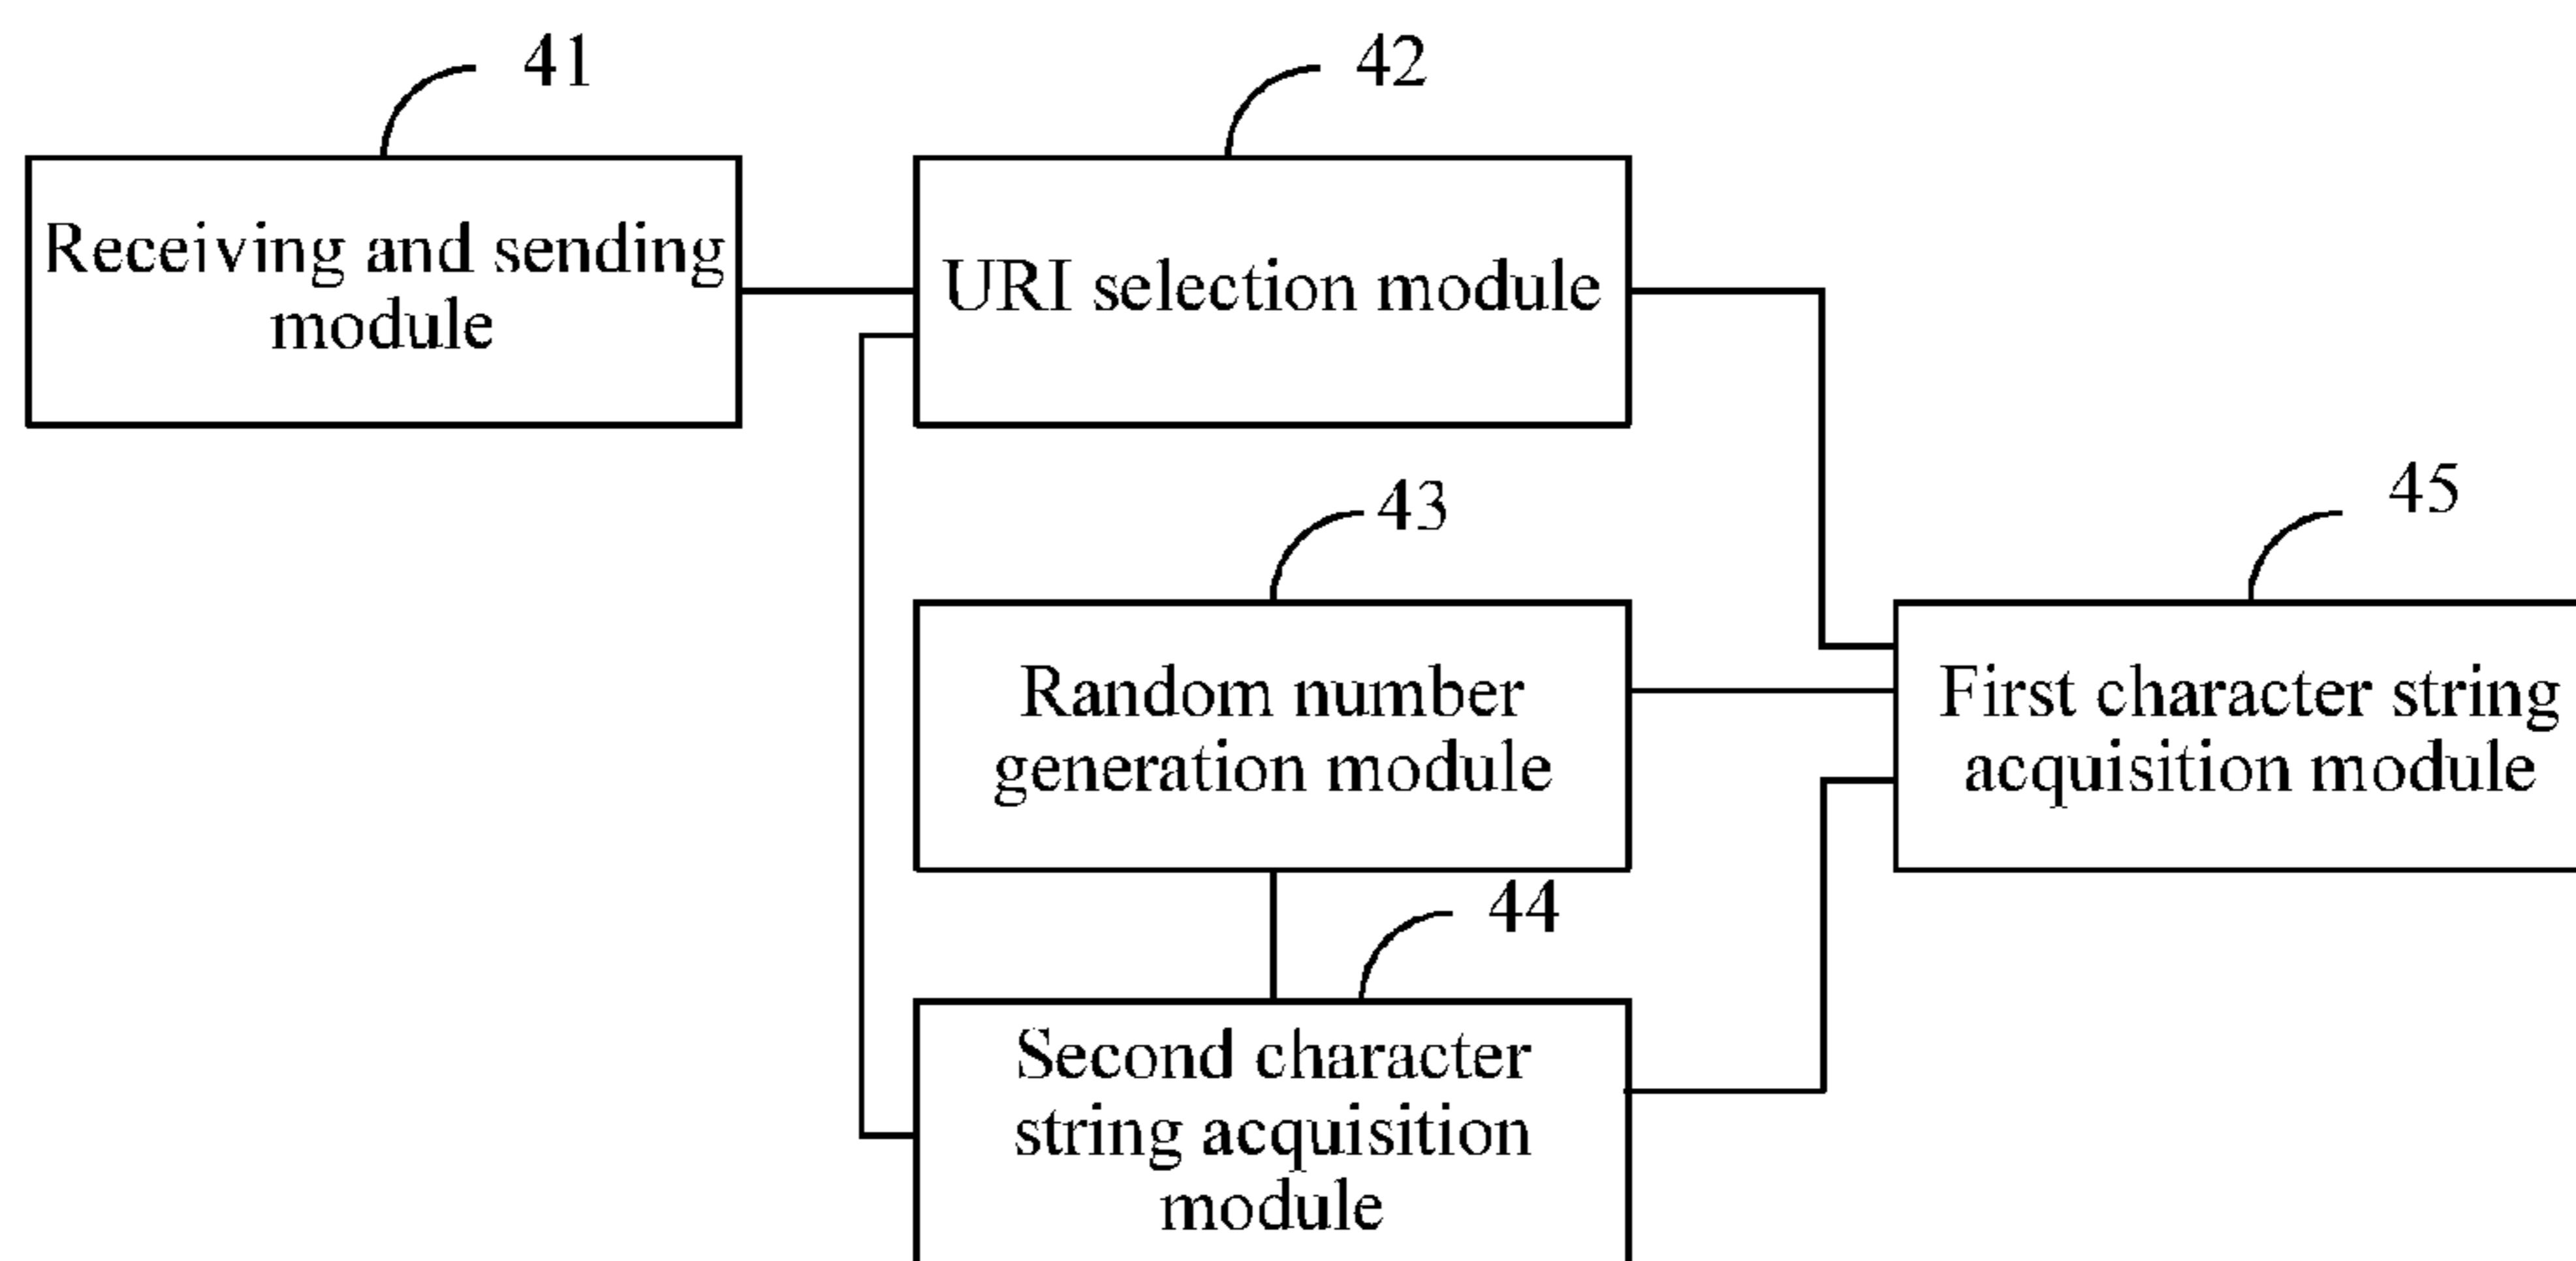 41
42
Receiving and sending
module
URI selection module
43
45
Random number
generation module
First character string
acquisition module
44
Second character
string acquisition
module